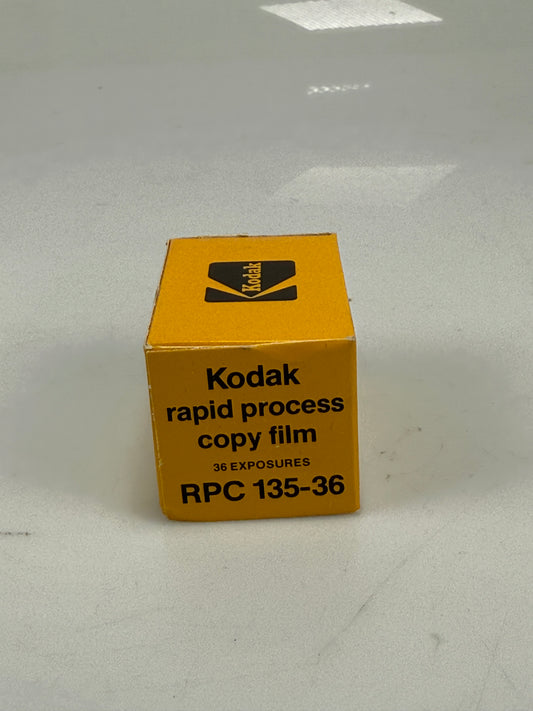 Kodak
Kodak
rapid process
copy film
36 EXPOSURES
RPC 135-36